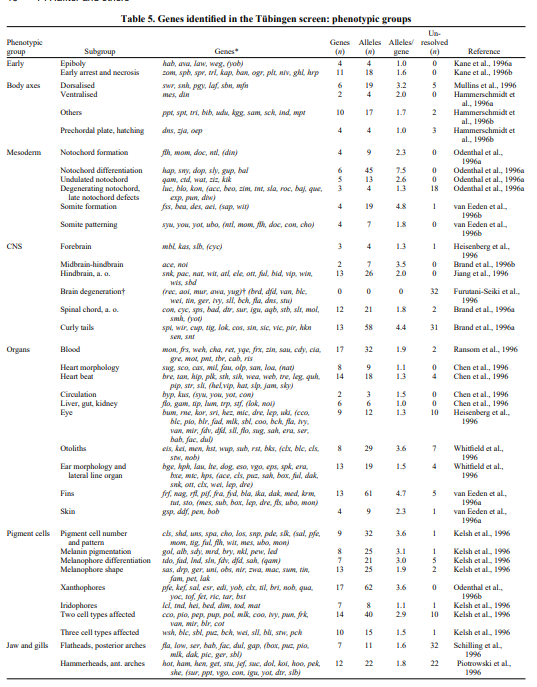 Table 5. Genes identified in the Tübingen screen: phenotypic groups
Phenotypic group Subgroup Genes* Genes (n) Alleles (n) Alleles/ gene Un- resolved (n) Reference
Early Epiboly hab, ava, law, weg, (vob) 4 4 1.0 0 Kane et al., 1996a
Early arrest and necrosis zom, spb, spr, trl, kap, ban, ogr, plt, niv, ghl, hrp 11 18 1.6 0 Kane et al., 1996b
Body axes Dorsalised swr, snh, pgy, laf, sbn, mfn 6 19 3.2 5 Mullins et al., 1996
Ventralised mes, din 2 4 2.0 0 Hammerschmidt et
al., 1996a
Others ppt, spt, tri, bib, udu, kgg, sam, sch, ind, mpt 10 17 1.7 2 Hammerschmidt et
al., 1996b
Prechordal plate, hatching dns, zja, oep 4 4 1.0 3 Hammerschmidt et
al., 1996b
Mesoderm Notochord formation flh, mom, doc, ntl, (din) 4 9 2.3 0 Odenthal et al.,
1996a
Notochord differentiation hap, sny, dop, sly, gup, bal 6 45 7.5 0 Odenthal et al., 1996a
Undulated notochord qam, ctd, wat, ziz, kik 5 13 2.6 0 Odenthal et al., 1996a
Degenerating notochord, luc, blo, kon, (acc, beo, zim, tnt, sla, roc, baj, que, 3 4 1.3 18 Odenthal et al., 1996a
late notochord defects exp, pun, diw)
Somite formation fss, bea, des, aei, (sap, wit) 4 19 4.8 1 van Eeden et al.,
1996b
Somite patterning syu, you, yot, ubo, (ntl, mom, flh, doc, con, cho) 4 7 1.8 0 van Eeden et al.,
1996b
CNS Forebrain mbl, kas, slb, (cyc) 3 4 1.3 1 Heisenberg et al.,
1996
Midbrain-hindbrain ace, noi 2 7 3.5 0 Brand et al., 1996b
Hindbrain, a. o. snk, pac, nat, wit, atl, ele, ott, ful, bid, vip, win, 13 26 2.0 0 Jiang et al., 1996
wis, sbd
Brain degeneration† (rec, aoi, mur, awa, yug)† (brd, dfd, van, blc, 0 0 0 32 Furutani-Seiki et al.,
wei, tin, ger, ivy, sll, bch, fla, dns, stu) 1996
Spinal chord, a. o. con, cyc, sps, bad, dtr, sur, igu, aqb, stb, slt, mol, 12 21 1.8 2 Brand et al., 1996a
smh, (yot)
Curly tails spi, wir, cup, tig, lok, cos, sin, sic, vic, pir, hkn 13 58 4.4 31 Brand et al., 1996a
sen, snt
Organs Blood mon, frs, weh, cha, ret, yqe, frx, zin, sau, cdy, cia, 17 32 1.9 2 Ransom et al., 1996
gre, mot, pnt, tbr, cab, ris
Heart morphology sug, sco, cas, mil, fau, olp, san, loa, (nat) 8 9 1.1 0 Chen et al., 1996
Heart beat bre, tan, hip, plk, sth, sih, wea, web, tre, leg, quh, 14 18 1.3 4 Chen et al., 1996
pip, str, sli, (hel,vip, hat, slp, jam, sky)
Circulation byp, kus, (syu, you, yot, con) 2 3 1.5 0 Chen et al., 1996
Liver, gut, kidney flo, gam, tip, lum, trp, stf, (lok, noi) 6 6 1.0 0 Chen et al., 1996
Eye bum, rne, kor, sri, hez, mic, dre, lep, uki, (cco, 9 12 1.3 10 Heisenberg et al.,
blc, pio, blr, fad, mlk, sbl, coo, bch, fla, ivy, 1996
van, mir, fdv, dfd, sll, flo, sug, sah, era, ser,
bab, fac, dul)
Otoliths eis, kei, men, hst, wup, sub, rst, bks, (clx, blc, cls, 8 29 3.6 7 Whitfield et al.,
stw, nob) 1996
Ear morphology and bge, hph, lau, lte, dog, eso, vgo, eps, spk, era, 13 19 1.5 4 Whitfield et al.,
lateral line organ bxe, mtc, hps, (ace, cls, puz, sah, box, ful, dak, 1996
snk, ott, clx, wei, lep, dre)
Fins frf, nag, rfl, pif, fra, fyd, bla, ika, dak, med, krm, 13 61 4.7 5 van Eeden et al.,
tut, sto, (mes, sub, box, lep, dre, fls, ubo, mon) 1996a
Skin gsp, ddf, pen, bob 4 9 2.3 1 van Eeden et al.,
1996a
Pigment cells Pigment cell number cls, shd, uns, spa, cho, los, snp, pde, slk, (sal, pfe, 9 32 3.6 1 Kelsh et al., 1996
and pattern mom, tig, ful, flh, wit, mes, ubo, mon)
Melanin pigmentation gol, alb, sdy, mrd, bry, nkl, pew, led 8 25 3.1 1 Kelsh et al., 1996
Melanophore differentiation tdo, fad, lnd, sln, fdv, dfd, sah, (qam) 7 21 3.0 5 Kelsh et al., 1996
Melanophore shape sas, drp, ger, uni, obs, nir, zwa, mac, sum, tin, 13 25 1.9 2 Kelsh et al., 1996
fam, pet, lak
Xanthophores pfe, kef, sal, esr, edi, yob, clx, til, bri, nob, qua, 17 62 3.6 0 Odenthal et al.,
yoc, tof, fet, ric, tar, bst 1996b
Iridophores lcl, tnd, hei, bed, dim, tod, mat 7 8 1.1 1 Kelsh et al., 1996
Two cell types affected cco, pio, pep, pup, pol, mlk, coo, ivy, pun, frk, 14 40 2.9 10 Kelsh et al., 1996
van, mir, blr, cot
Three cell types affected wsh, blc, sbl, puz, bch, wei, sll, bli, stw, pch 10 15 1.5 1 Kelsh et al., 1996
Jaw and gills Flatheads, posterior arches fla, low, ser, bab, fac, dul, gap, (box, puz, pio, 7 11 1.6 32 Schilling et al.,
mlk, dak, pic, ger, sbl) 1996
Hammerheads, ant. arches hot, ham, hen, get, stu, jef, suc, dol, koi, hoo, pek, 12 22 1.8 22 Piotrowski et al.,
she, (sur, ppt, vgo, con, igu, yot, dtr, slb) 1996